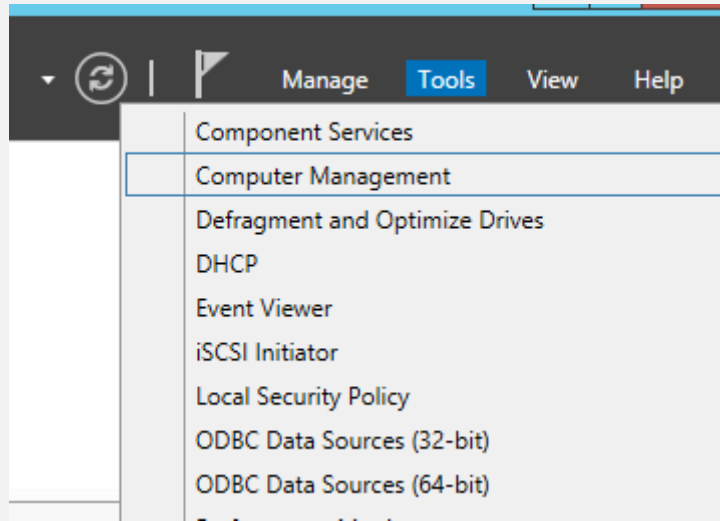 Manage Tools View Help
Component Services
Computer Management
Defragment and Optimize Drives
DHCP
Event Viewer
iSCSI Initiator
Local Security Policy
ODBC Data Sources (32-bit)
ODBC Data Sources (64-bit)